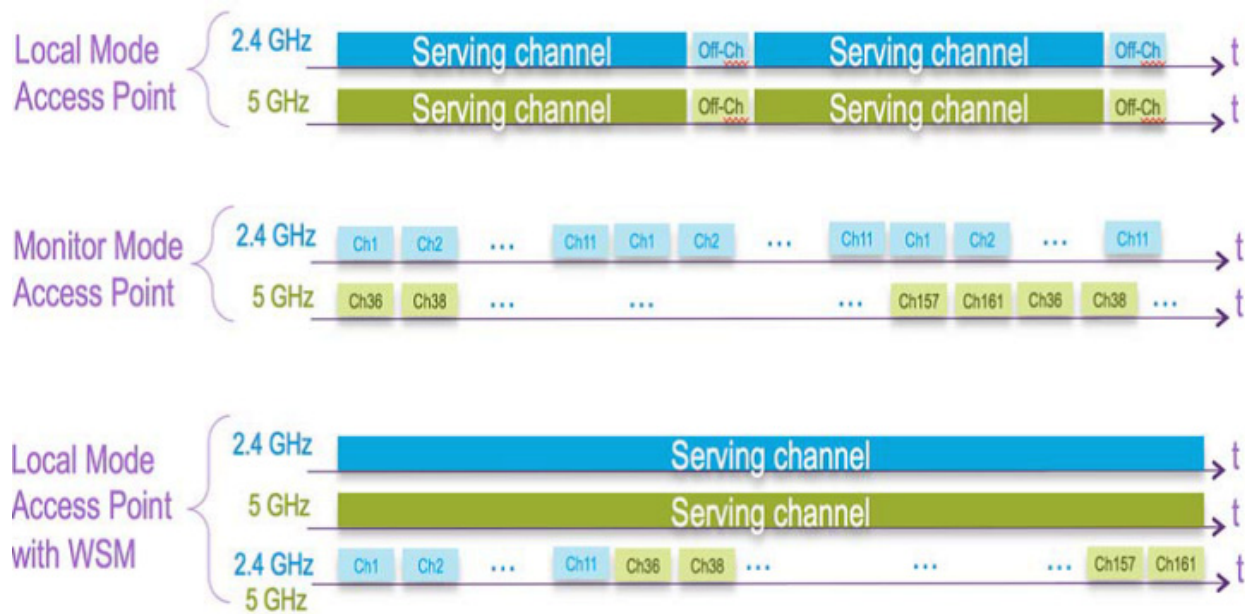 Local Mode
Access Point
2.4 GHz
Serving channel
Off-Ch
Serving channel
Off-Ch
t
5 GHz
Serving channel
Off-Ch
Serving channel
Off-Ch
t
Monitor Mode
Access Point
2.4 GHz
Ch1 Ch2 ... Ch11 Ch1 Ch2 ... Ch11 Ch1 Ch2 ... Ch11
t
5 GHz
Ch36 Ch38 ... ... ... Ch157 Ch161 Ch36 Ch38 ...
t
Local Mode
Access Point
with WSM
2.4 GHz
Serving channel
t
5 GHz
Serving channel
t
2.4 GHz
5 GHz
Ch1 Ch2 ... Ch11 Ch36 Ch38 ... ... ... Ch157 Ch161
t